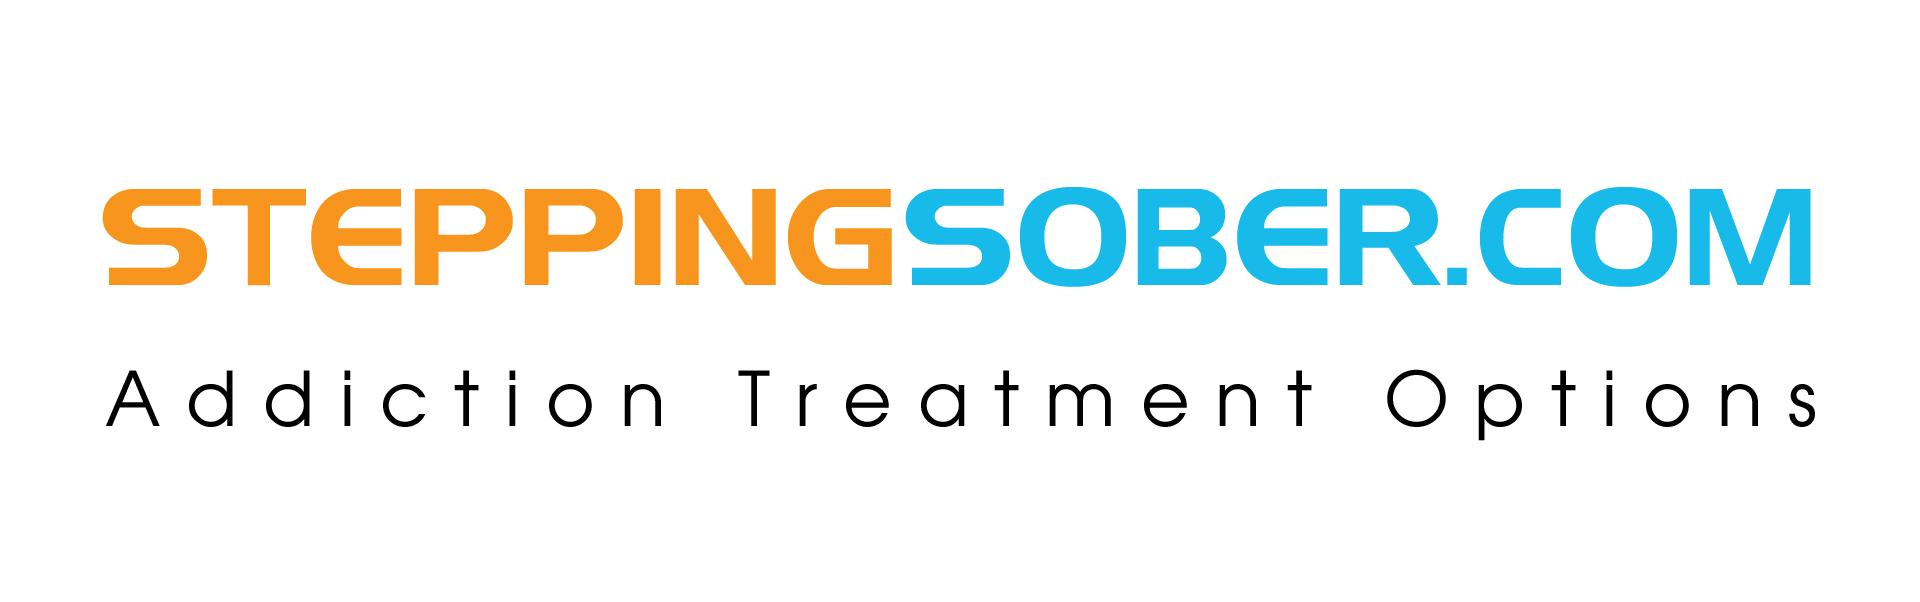 STEPPINGSOBER.COM
Addiction Treatment Options